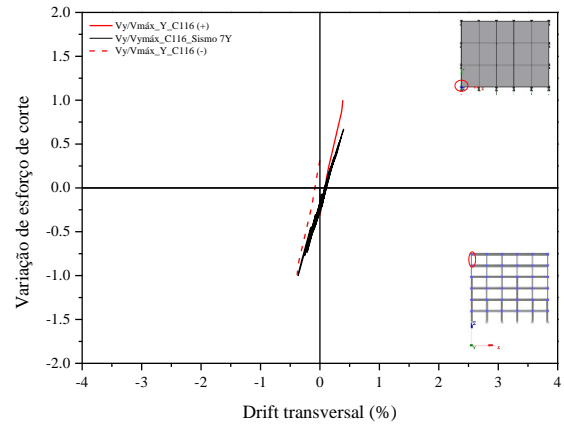 Vy/Vmáx_Y_C116 (+)
Vy/Vymáx_C116_Sismo 7Y
Vy/Vmáx_Y_C116 (-)
2.0
1.5
1.0
0.5
0.0
-0.5
-1.0
-1.5
-2.0
Variação de esforço de corte
-4 -3 -2 -1 0 1 2 3 4
Drift transversal (%)